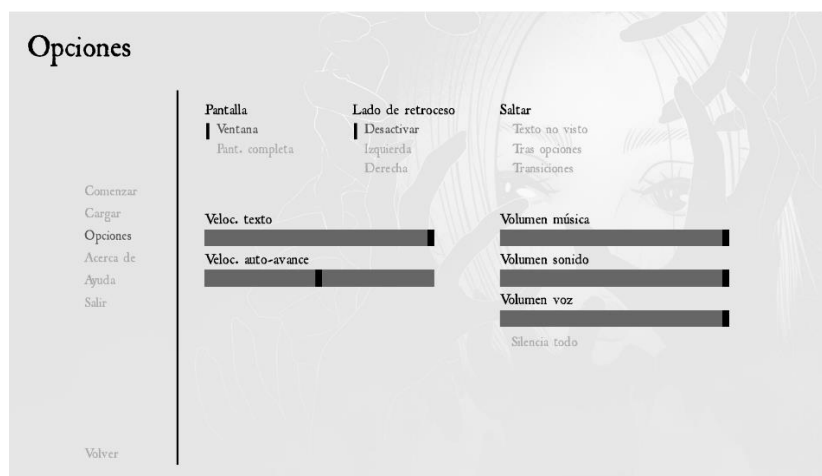 Opciones
Comenzar
Cargar
Opciones
Acerca de
Ayuda
Salir
Volver
Pantalla
Ventana
Pant. completa
Lado de retroceso
Desactivar
Izquierda
Derecha
Saltar
Texto no visto
Tras opciones
Transiciones
Veloc. texto
Veloc. auto-avance
Volumen música
Volumen sonido
Volumen voz
Silencia todo